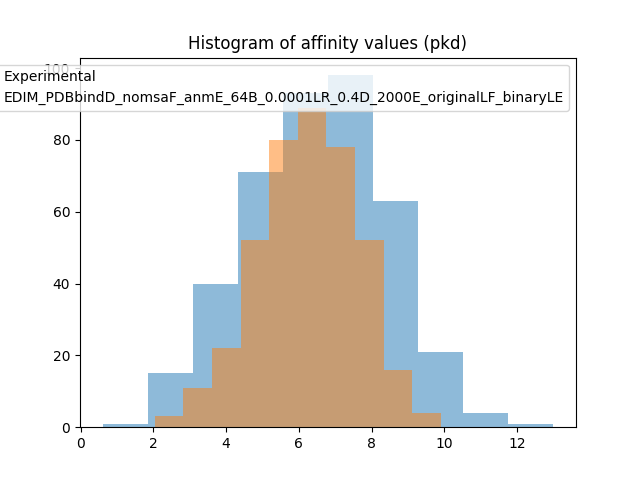 Histogram of affinity values (pkd)
100
Experimental
EDIM_PDBbindD_nomsaF_anmE_64B_0.0001LR_0.4D_2000E_originalLF_binaryLE
80
60
40
20
0
0 2 4 6 8 10 12